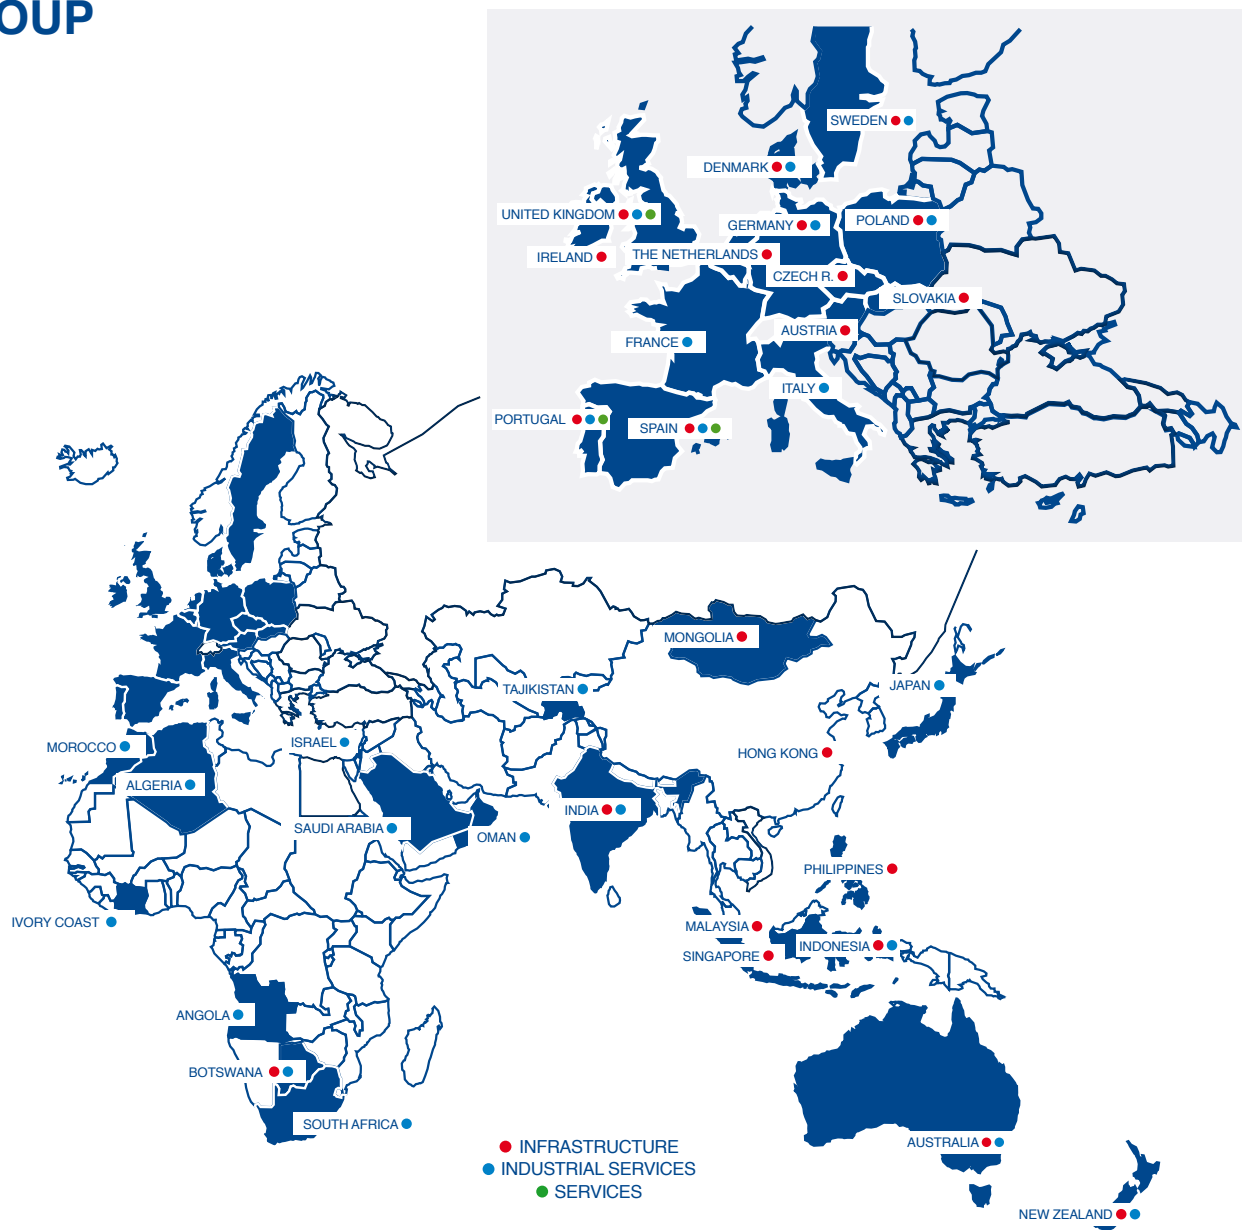 OUP
SWEDEN
DENMARK
UNITED KINGDOM
GERMANY
POLAND
IRELAND
THE NETHERLANDS
CZECH R.
SLOVAKIA
AUSTRIA
FRANCE
ITALY
PORTUGAL
SPAIN
MONGOLIA
TAJIKISTAN
JAPAN
MOROCCO
ISRAEL
HONG KONG
ALGERIA
INDIA
SAUDI ARABIA
OMAN
PHILIPPINES
IVORY COAST
MALAYSIA
INDONESIA
SINGAPORE
ANGOLA
BOTSWANA
SOUTH AFRICA
AUSTRALIA
INFRASTRUCTURE
INDUSTRIAL SERVICES
SERVICES
NEW ZEALAND